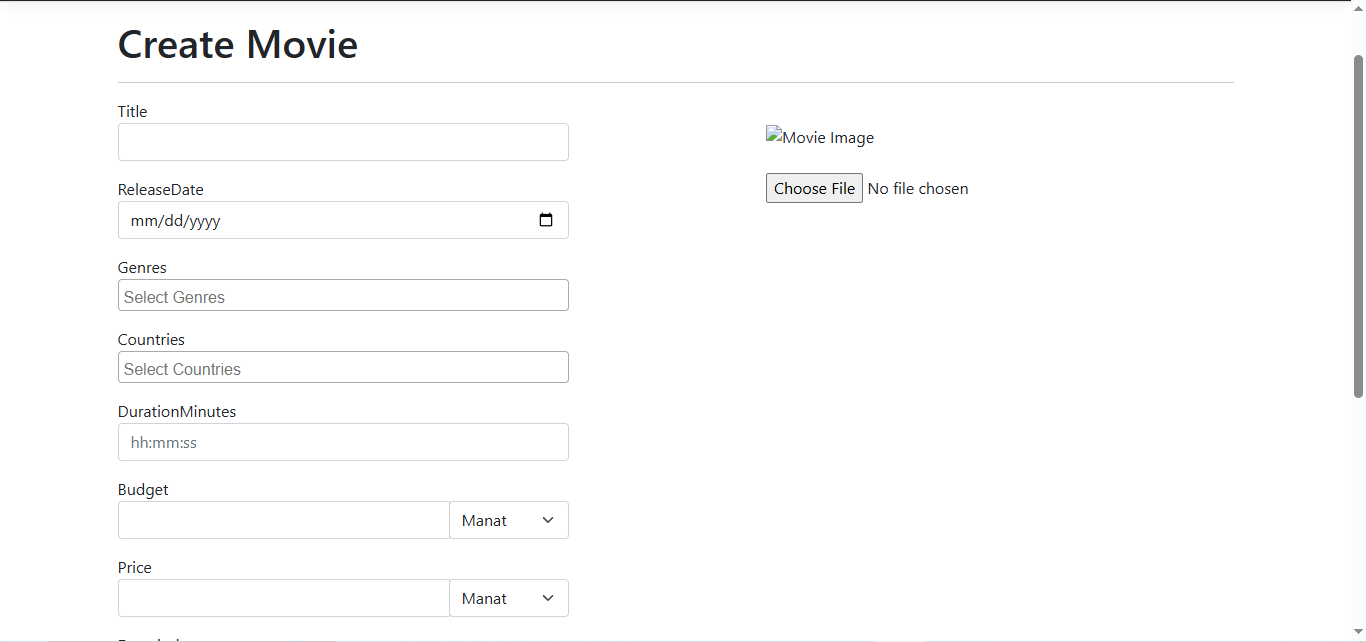 Create Movie
Title
Movie Image
Choose File No file chosen
ReleaseDate
mm/dd/yyyy
Genres
Select Genres
Countries
Select Countries
DurationMinutes
hh:mm:ss
Budget
Manat
Price
Manat